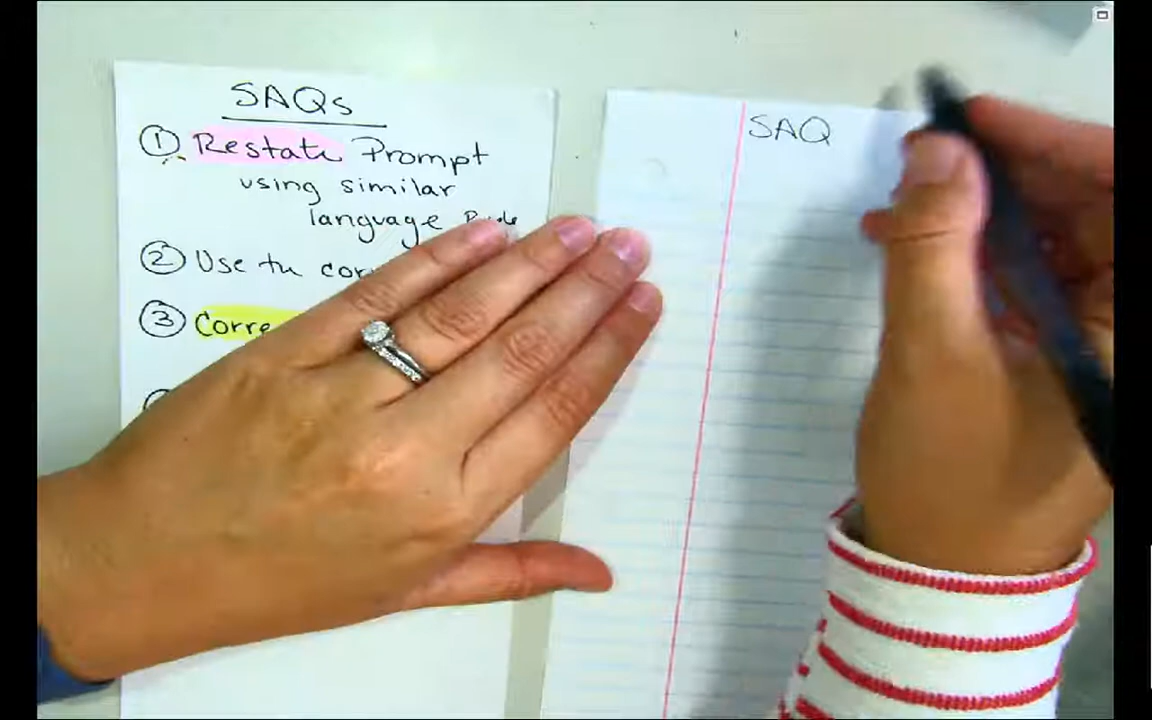 SAQs
① Restate Prompt
using similar
language
② Use the
③
SAQ